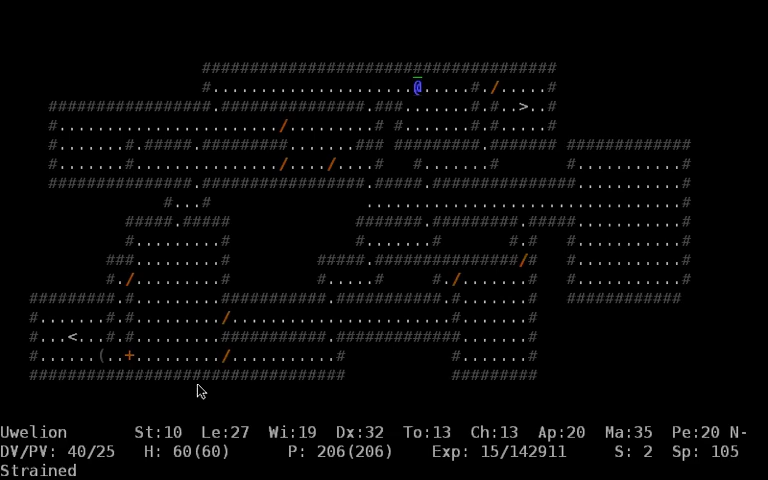 Uwelion St:10 Le:27 Wi:19 Dx:32 To:13 Ch:13 Ap:20 Ma:35 Pe:20 N-
DV/PV: 40/25 H: 60(60) P: 206(206) Exp: 15/142911 S: 2 Sp: 105
Strained